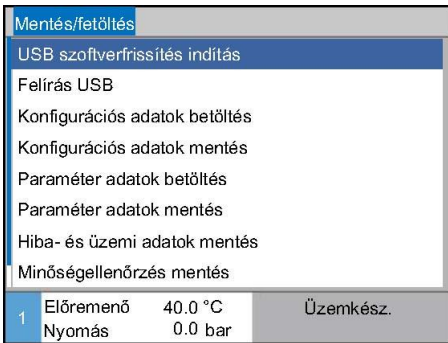 Mentés/fetöltés
USB szoftverfrissítés indítás
Felírás USB
Konfigurációs adatok betöltés
Konfigurációs adatok mentés
Paraméter adatok betöltés
Paraméter adatok mentés
Hiba- és üzemi adatok mentés
Minőségellenőrzés mentés
1 Előremenő 40.0 °C Üzemkész.
Nyomás 0.0 bar